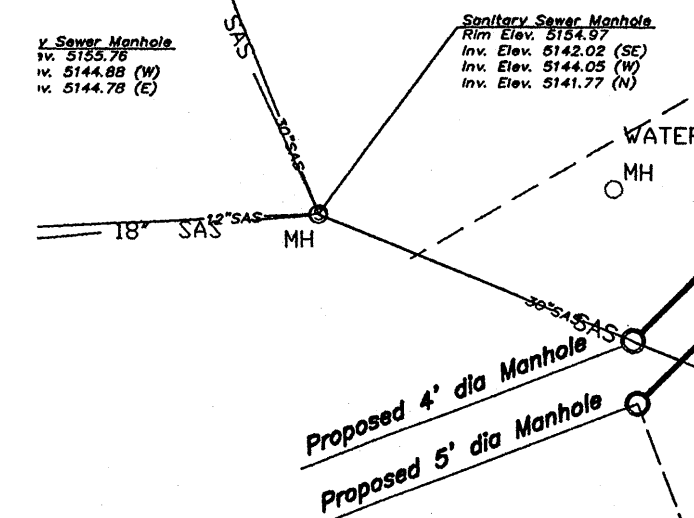 SAS
Sanitary Sewer Manhole
Rim Elev. 5154.97
Inv. Elev. 5142.02 (SE)
Inv. Elev. 5144.05 (W)
Inv. Elev. 5141.77 (N)
y Sewer Manhole
nv. 5155.76
v. 5144.88 (W)
v. 5144.78 (E)
30"SAS
WATER
MH
18" SAS
12"SAS
MH
30"SAS
SAS
Proposed 4' dia Manhole
Proposed 5' dia Manhole